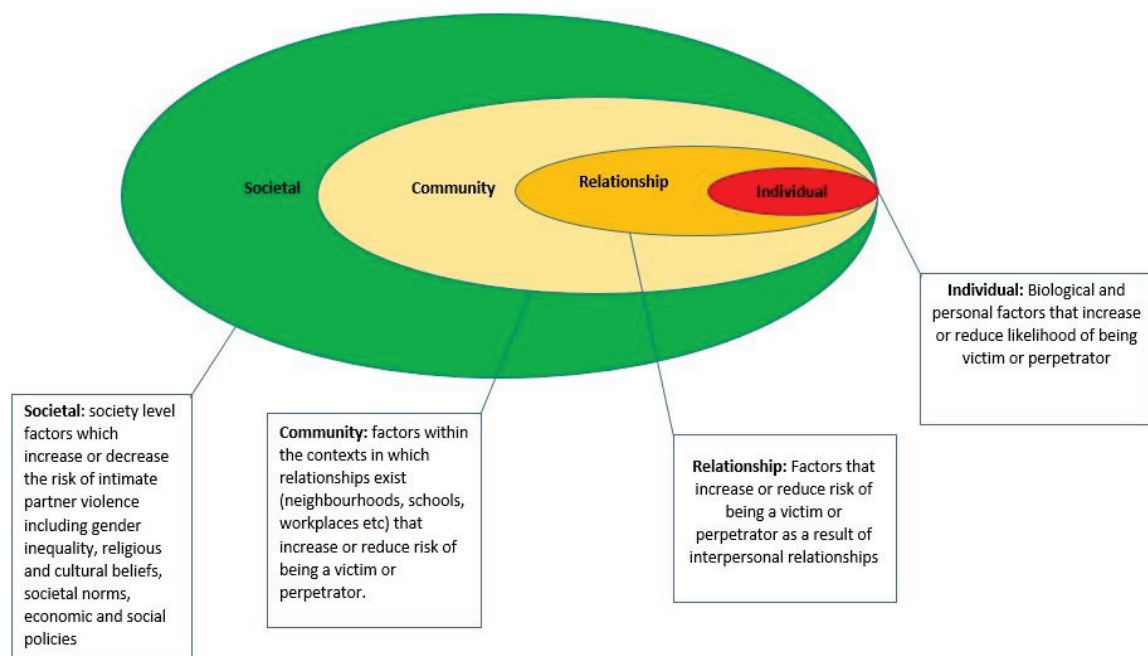 Societal
Community
Relationship
Individual
Individual: Biological and
personal factors that increase
or reduce likelihood of being
victim or perpetrator
Societal: society level
factors which
increase or decrease
the risk of intimate
partner violence
including gender
inequality, religious
and cultural beliefs,
societal norms,
economic and social
policies
Community: factors within
the contexts in which
relationships exist
(neighbourhoods, schools,
workplaces etc) that
increase or reduce risk of
being a victim or
perpetrator.
Relationship: Factors that
increase or reduce risk of
being a victim or
perpetrator as a result of
interpersonal relationships